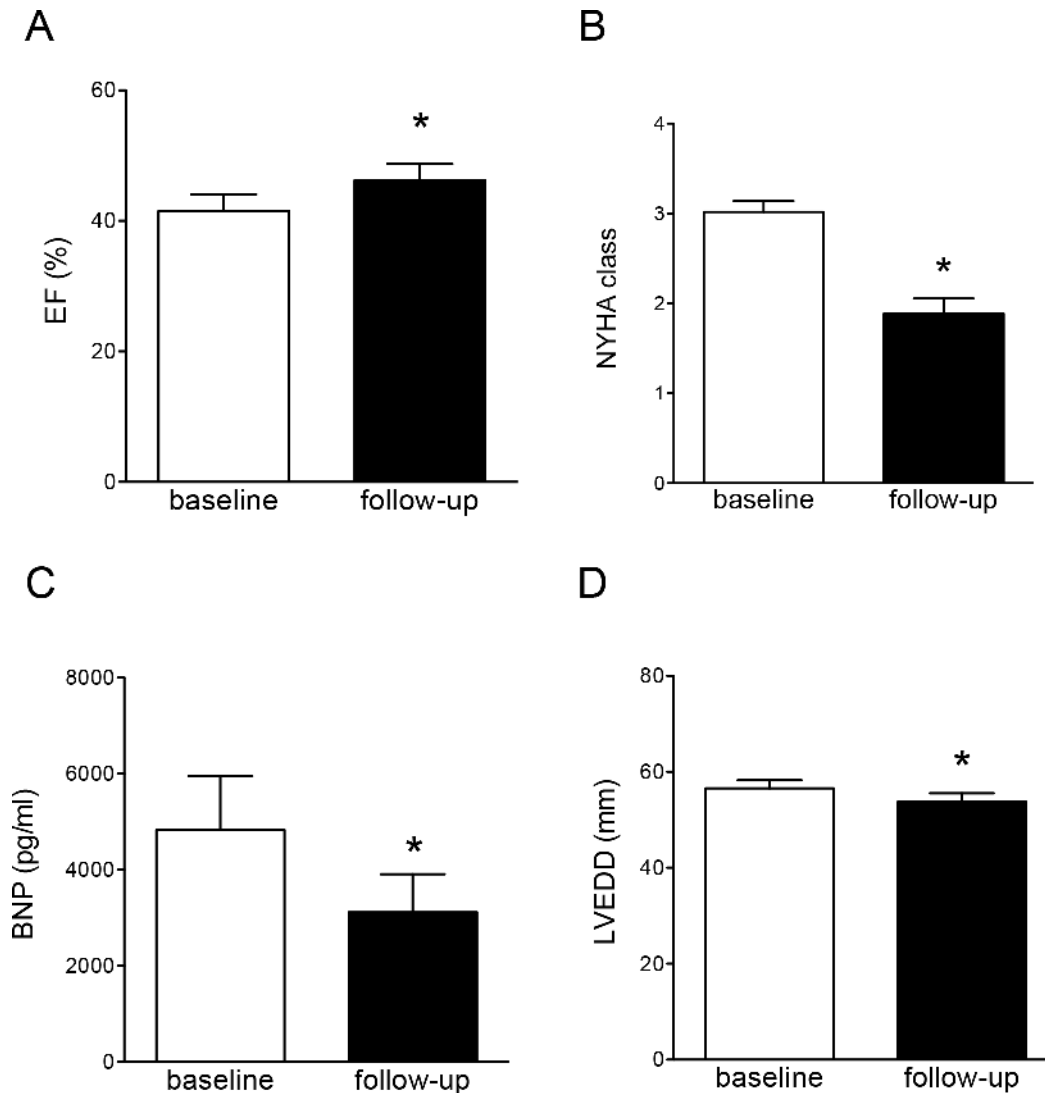 A
EF (%)
60
40
20
0
*
baseline follow-up
B
NYHA class
4
3
2
1
0
*
baseline follow-up
C
BNP (pg/ml)
8000
6000
4000
2000
0
*
baseline follow-up
D
LVEDD (mm)
80
60
40
20
0
*
baseline follow-up